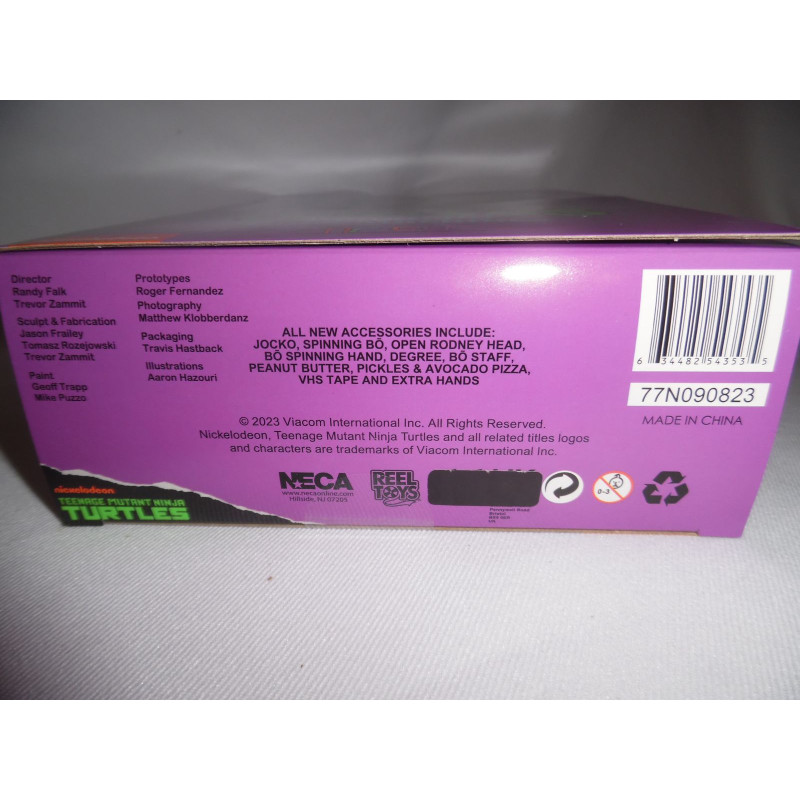 Director
Randy Falk
Trevor Zammit
Sculpt & Fabrication
Jason Frailey
Tomasz Rozejowski
Trevor Zammit
Paint
Geoff Trapp
Mike Puzzo
Prototypes
Roger Fernandez
Photography
Matthew Klobberdanz
Packaging
Travis Hastback
Illustrations
Aaron Hazouri
ALL NEW ACCESSORIES INCLUDE:
JOCKO, SPINNING BŌ, OPEN RODNEY HEAD,
BŌ SPINNING HAND, DEGREE, BŌ STAFF,
PEANUT BUTTER, PICKLES & AVOCADO PIZZA,
VHS TAPE AND EXTRA HANDS
© 2023 Viacom International Inc. All Rights Reserved.
Nickelodeon, Teenage Mutant Ninja Turtles and all related titles logos
and characters are trademarks of Viacom International Inc.
6 34482 54353 5
77N090823
MADE IN CHINA
nickelodeon
TEENAGE MUTANT NINJA
TURTLES
NECA
www.necaonline.com
Hillside, NJ 07205
REEL
TOYS
0-3
Road